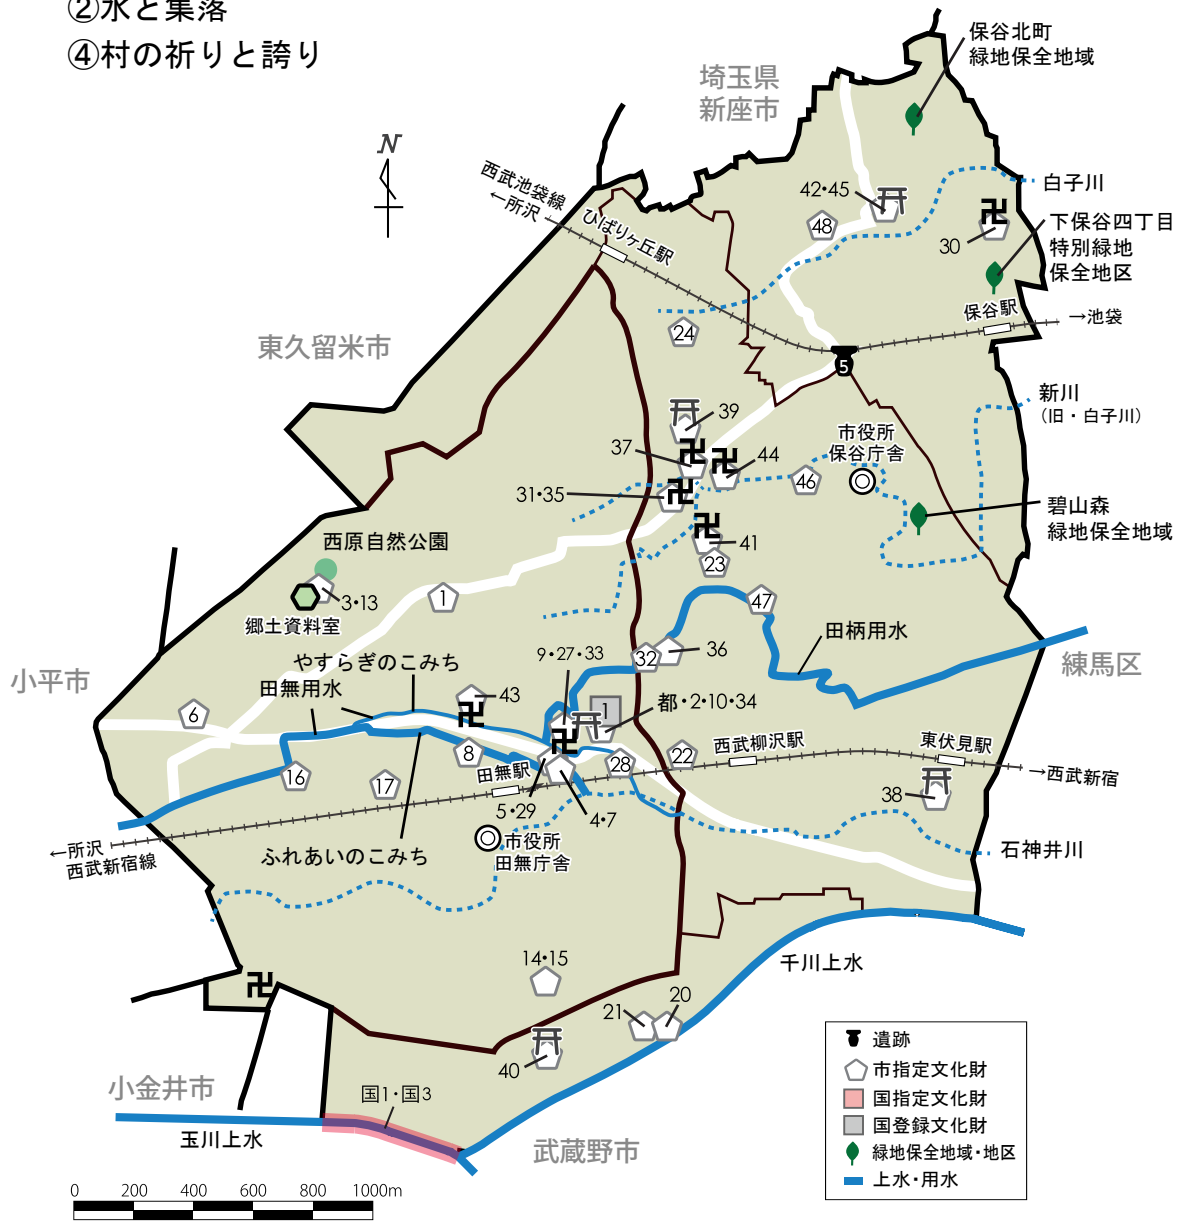 ②水と集落
④村の祈りと誇り
保谷北町
緑地保全地域
埼玉県
新座市
N
西武池袋線
←所沢
ひばりヶ丘駅
42・45
48
白子川
30
下保谷四丁目
特別緑地
保全地区
保谷駅
→池袋
東久留米市
24
5
新川
(旧・白子川)
39
37
44
市役所
保谷庁舎
31・35
46
碧山森
緑地保全地域
41
23
西原自然公園
3・13
郷土資料室
1
47
田柄用水
小平市
やすらぎのこみち
田無用水
9・27・33
32
36
練馬区
6
43
1
都・2・10・34
西武柳沢駅
東伏見駅
→西武新宿
16
17
8
田無駅
28
22
38
5・29
4・7
←所沢
西武新宿線
ふれあいのこみち
市役所
田無庁舎
石神井川
14・15
千川上水
21
20
40
小金井市
国1・国3
玉川上水
武蔵野市
遺跡
市指定文化財
国指定文化財
国登録文化財
緑地保全地域・地区
上水・用水
0 200 400 600 800 1000m